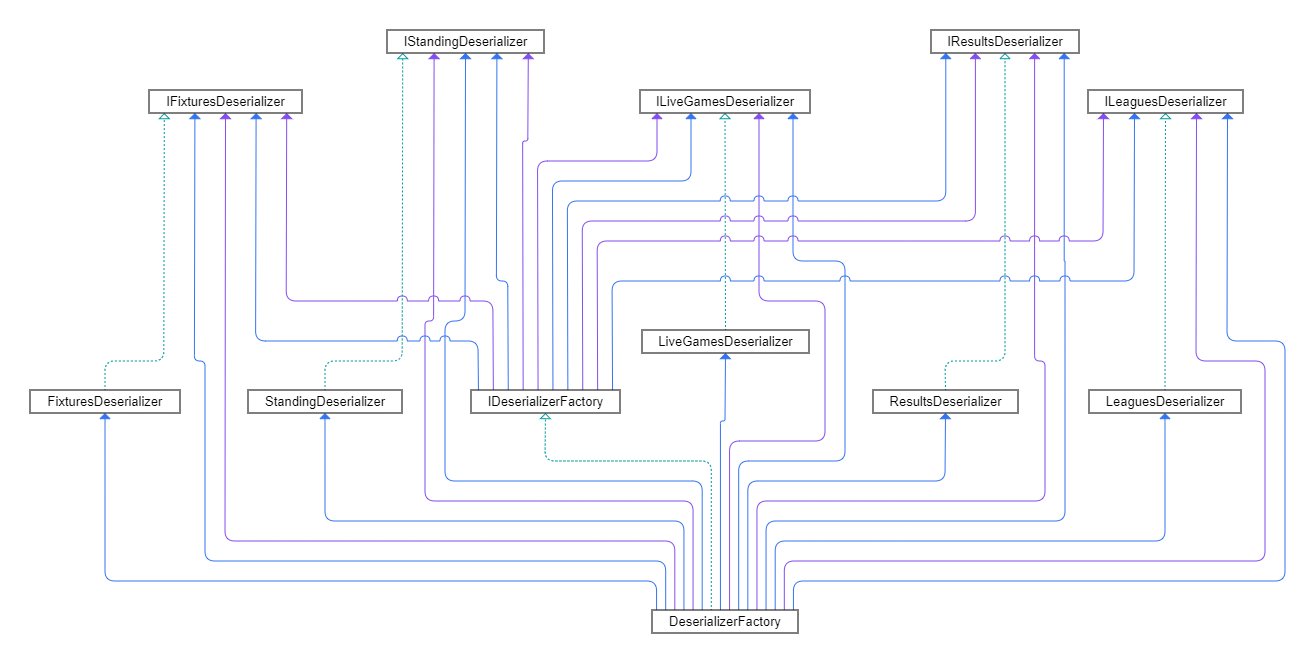 IStandingDeserializer
IResultsDeserializer
IFixturesDeserializer
ILiveGamesDeserializer
ILeaguesDeserializer
LiveGamesDeserializer
FixturesDeserializer
StandingDeserializer
IDeserializerFactory
ResultsDeserializer
LeaguesDeserializer
DeserializerFactory